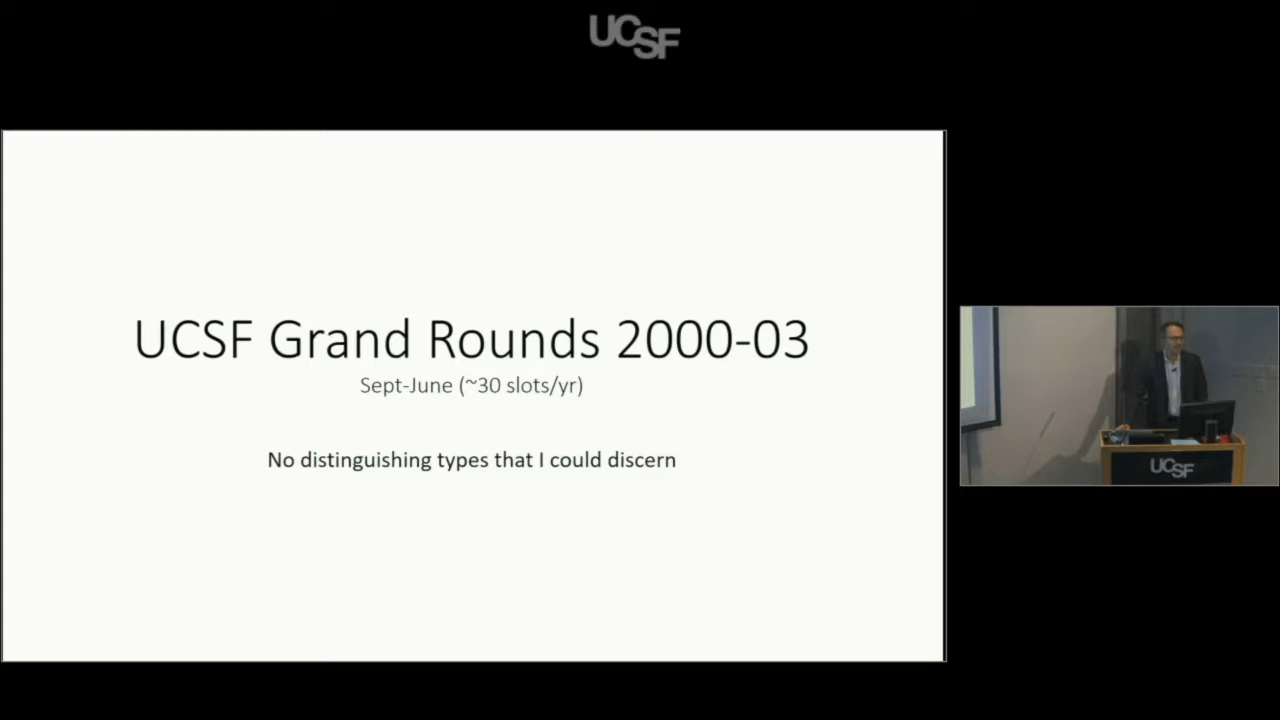 UCSF
UCSF Grand Rounds 2000-03
Sept-June (~30 slots/yr)
No distinguishing types that I could discern
UCSF